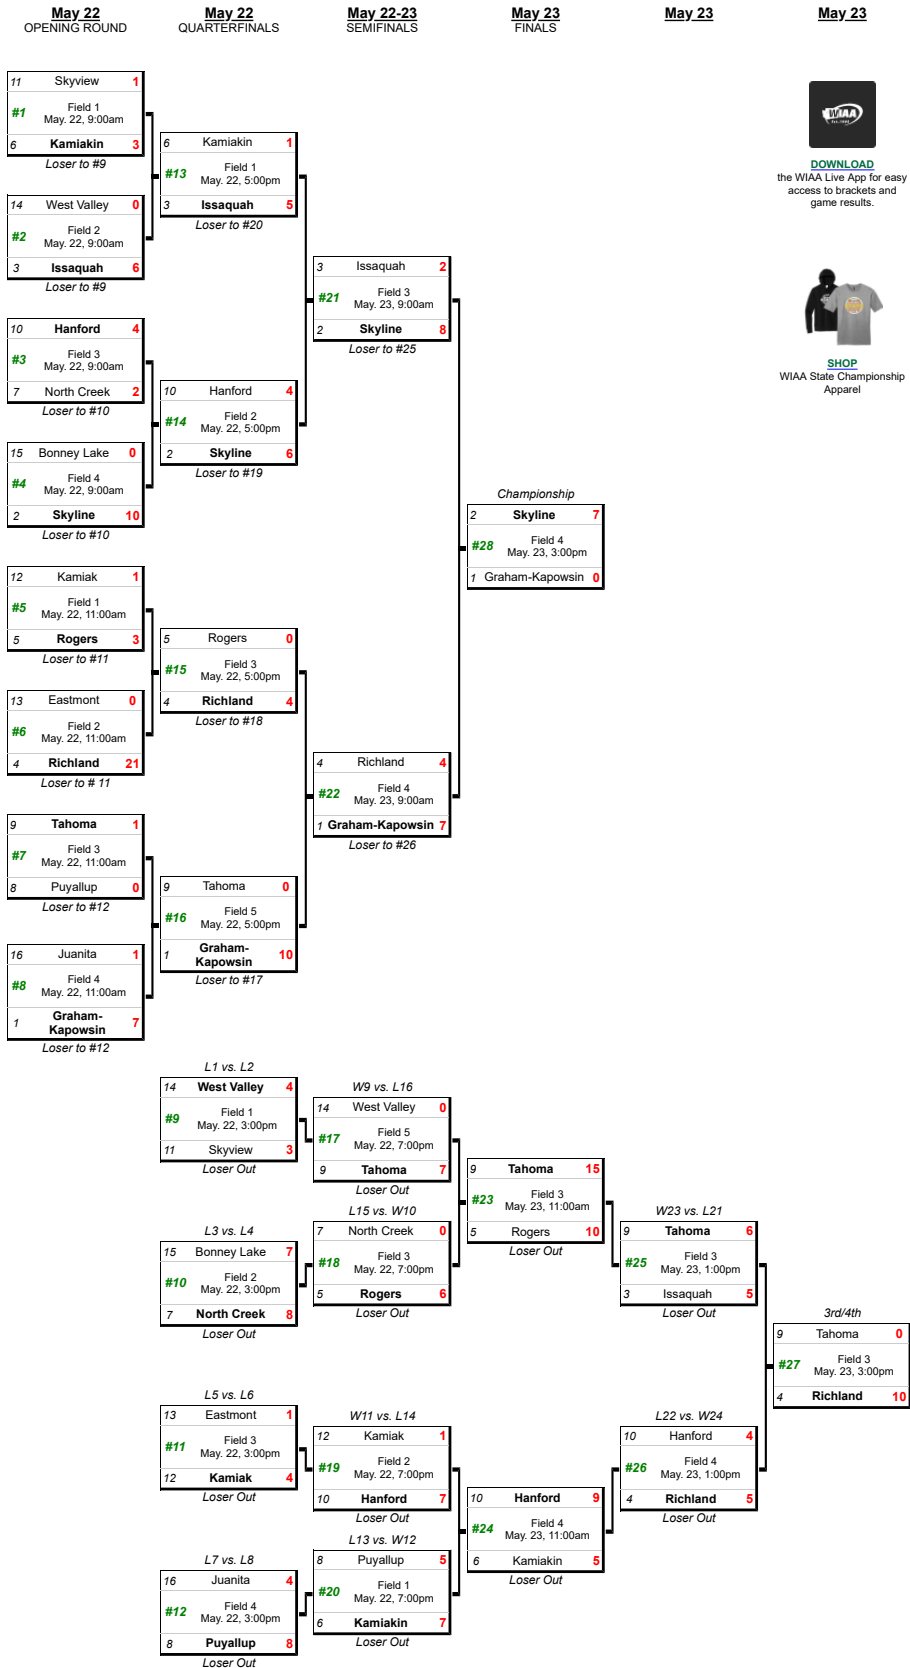 May 22
OPENING ROUND
May 22
QUARTERFINALS
May 22-23
SEMIFINALS
May 23
FINALS
May 23
May 23
WIAA
DOWNLOAD
the WIAA Live App for easy
access to brackets and
game results.
SHOP
WIAA State Championship
Apparel
11 Skyview 1
#1 Field 1
May. 22, 9:00am
6 Kamiakin 3
Loser to #9
14 West Valley 0
#2 Field 2
May. 22, 9:00am
3 Issaquah 6
Loser to #9
10 Hanford 4
#3 Field 3
May. 22, 9:00am
7 North Creek 2
Loser to #10
15 Bonney Lake 0
#4 Field 4
May. 22, 9:00am
2 Skyline 10
Loser to #10
12 Kamiak 1
#5 Field 1
May. 22, 11:00am
5 Rogers 3
Loser to #11
13 Eastmont 0
#6 Field 2
May. 22, 11:00am
4 Richland 21
Loser to # 11
9 Tahoma 1
#7 Field 3
May. 22, 11:00am
8 Puyallup 0
Loser to #12
16 Juanita 1
#8 Field 4
May. 22, 11:00am
1 Graham-
Kapowsin 7
Loser to #12
6 Kamiakin 1
#13 Field 1
May. 22, 5:00pm
3 Issaquah 5
Loser to #20
10 Hanford 4
#14 Field 2
May. 22, 5:00pm
2 Skyline 6
Loser to #19
5 Rogers 0
#15 Field 3
May. 22, 5:00pm
4 Richland 4
Loser to #18
9 Tahoma 0
#16 Field 5
May. 22, 5:00pm
1 Graham-
Kapowsin 10
Loser to #17
3 Issaquah 2
#21 Field 3
May. 23, 9:00am
2 Skyline 8
Loser to #25
4 Richland 4
#22 Field 4
May. 23, 9:00am
1 Graham-Kapowsin 7
Loser to #26
Championship
2 Skyline 7
#28 Field 4
May. 23, 3:00pm
1 Graham-Kapowsin 0
L1 vs. L2
14 West Valley 4
#9 Field 1
May. 22, 3:00pm
11 Skyview 3
Loser Out
L3 vs. L4
15 Bonney Lake 7
#10 Field 2
May. 22, 3:00pm
7 North Creek 8
Loser Out
L5 vs. L6
13 Eastmont 1
#11 Field 3
May. 22, 3:00pm
12 Kamiak 4
Loser Out
L7 vs. L8
16 Juanita 4
#12 Field 4
May. 22, 3:00pm
8 Puyallup 8
Loser Out
W9 vs. L16
14 West Valley 0
#17 Field 5
May. 22, 7:00pm
9 Tahoma 7
Loser Out
L15 vs. W10
7 North Creek 0
#18 Field 3
May. 22, 7:00pm
5 Rogers 6
Loser Out
W11 vs. L14
12 Kamiak 1
#19 Field 2
May. 22, 7:00pm
10 Hanford 7
Loser Out
L13 vs. W12
8 Puyallup 5
#20 Field 1
May. 22, 7:00pm
6 Kamiakin 7
Loser Out
9 Tahoma 15
#23 Field 3
May. 23, 11:00am
5 Rogers 10
Loser Out
10 Hanford 9
#24 Field 4
May. 23, 11:00am
6 Kamiakin 5
Loser Out
W23 vs. L21
9 Tahoma 6
#25 Field 3
May. 23, 1:00pm
3 Issaquah 5
Loser Out
L22 vs. W24
10 Hanford 4
#26 Field 4
May. 23, 1:00pm
4 Richland 5
Loser Out
3rd/4th
9 Tahoma 0
#27 Field 3
May. 23, 3:00pm
4 Richland 10